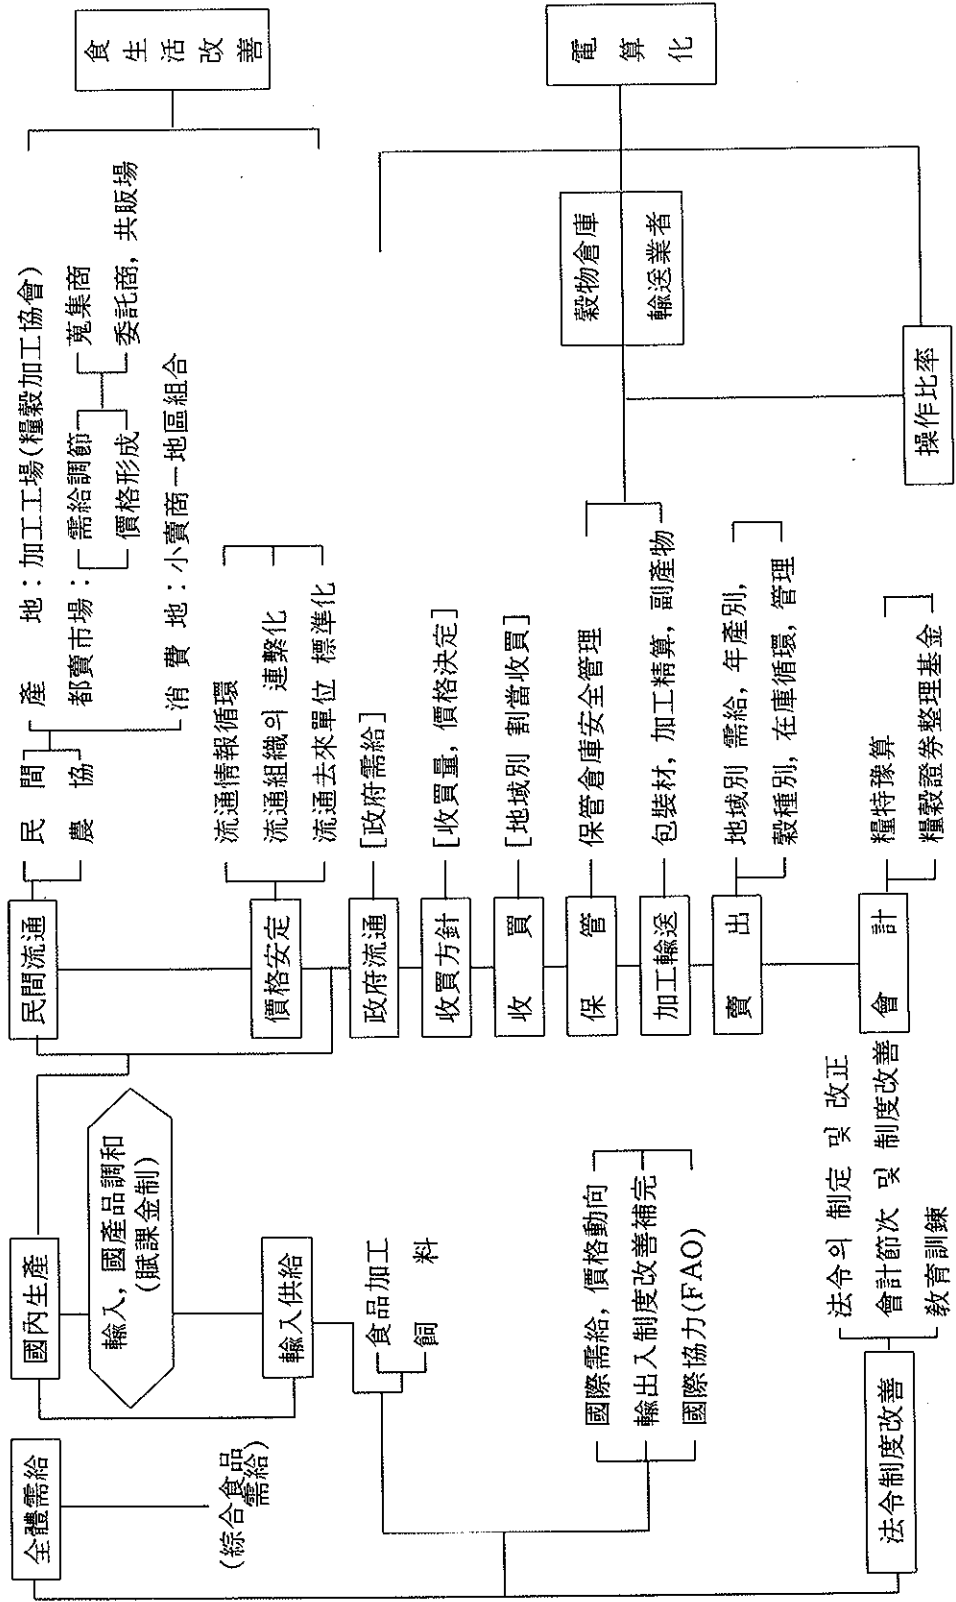 全體需給
(綜合食品
需給)
國內生產
輸入, 國產品調和
(賦課金制)
輸入供給
食品加工
飼 料
國際需給, 價格動向
輸出入制度改善補完
國際協力(FAO)
法令制度改善
法令의 制定 및 改正
會計節次 및 制度改善
敎育訓鍊
民間流通
民 間
農 協
產 地:加工工場(糧穀加工協會)
都賣市場:
需給調節
價格形成
蒐集商
委託商, 共販場
消 費 地:小賣商―地區組合
食生活改善
價格安定
流通情報循環
流通組織의 連繫化
流通去來單位 標準化
政府流通
[政府需給]
收買方針
[收買量, 價格決定]
收 買
[地域別 割當收買]
保 管
保管倉庫安全管理
加工輸送
包裝材, 加工精算, 副產物
賣 出
地域別 需給, 年產別,
穀種別, 在庫循環, 管理
會 計
糧特豫算
糧穀證券整理基金
穀物倉庫
輸送業者
電算化
操作比率